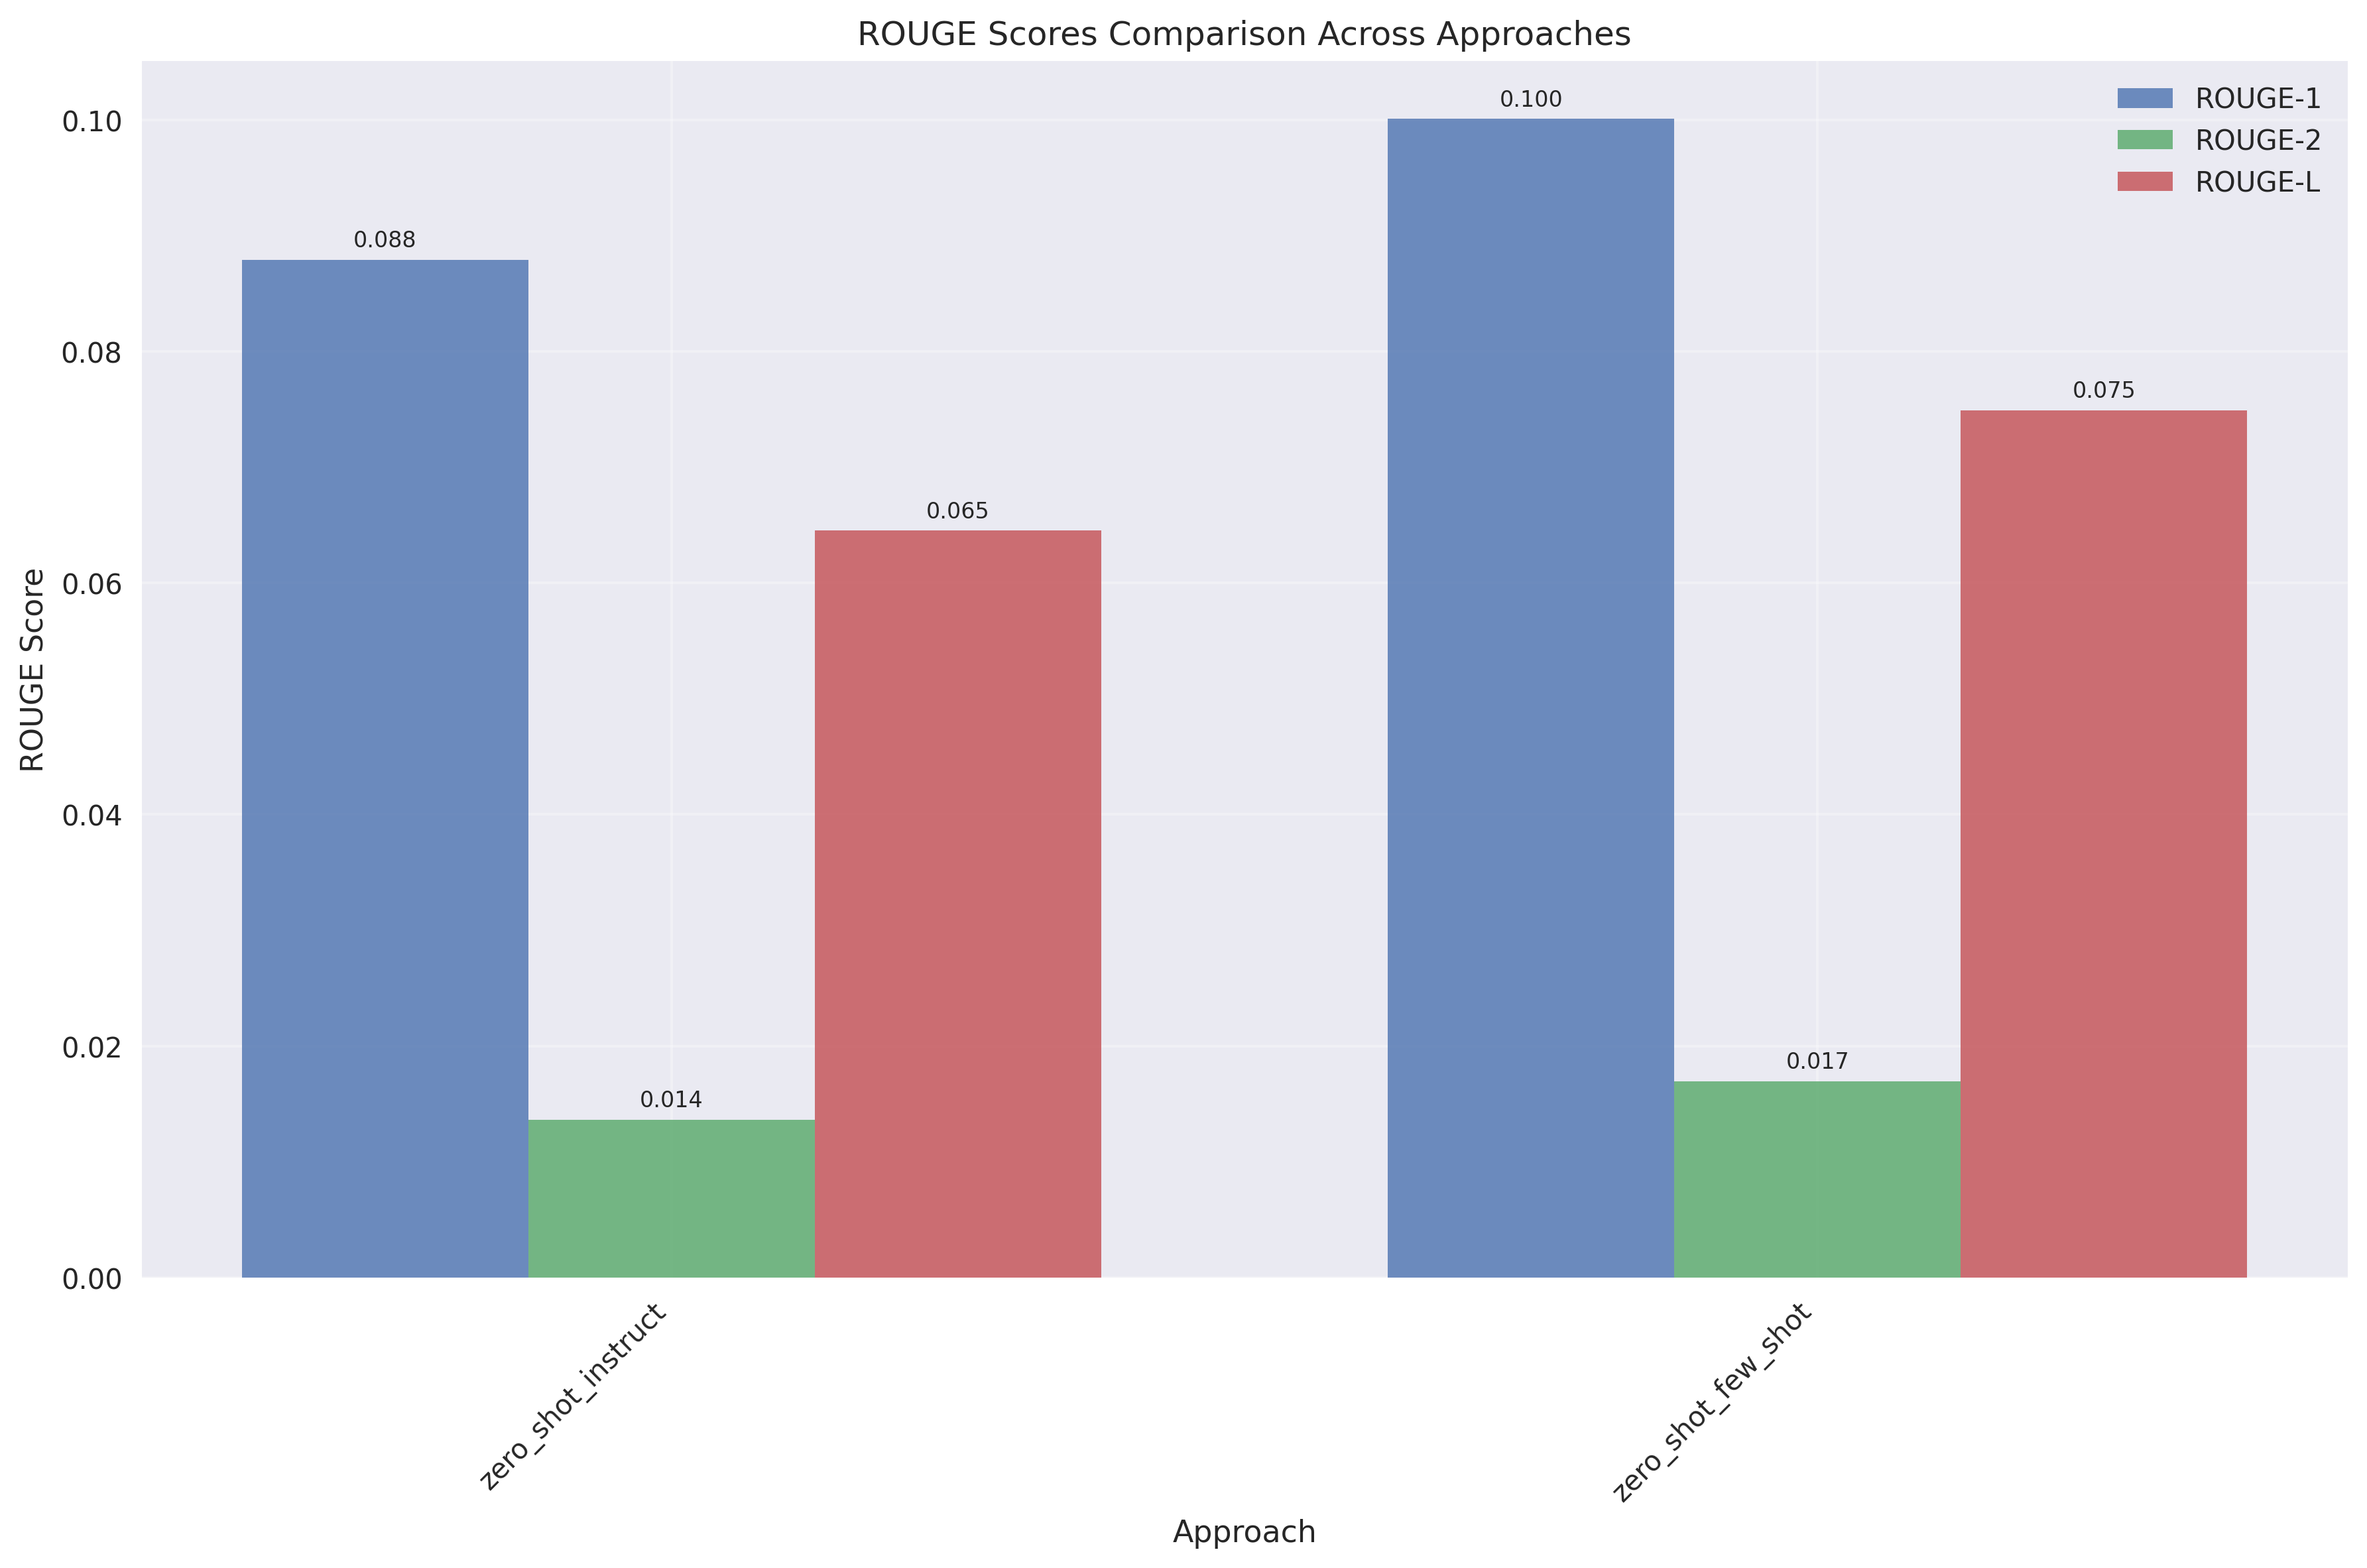 ROUGE Scores Comparison Across Approaches
ROUGE-1
ROUGE-2
ROUGE-L
ROUGE Score
0.10
0.08
0.06
0.04
0.02
0.00
0.088
0.014
0.065
0.100
0.017
0.075
zero_shot_instruct
zero_shot_few_shot
Approach